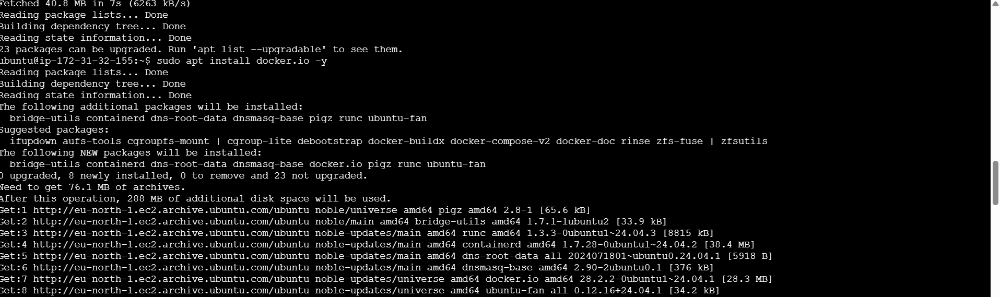 Fetched 40.8 MB in 7s (6263 kB/s)
Reading package lists... Done
Building dependency tree... Done
Reading state information... Done
23 packages can be upgraded. Run 'apt list --upgradable' to see them.
ubuntu@ip-172-31-32-155:~$ sudo apt install docker.io -y
Reading package lists... Done
Building dependency tree... Done
Reading state information... Done
The following additional packages will be installed:
  bridge-utils containerd dns-root-data dnsmasq-base pigz runc ubuntu-fan
Suggested packages:
  ifupdown aufs-tools cgroupfs-mount | cgroup-lite debootstrap docker-buildx docker-compose-v2 docker-doc rinse zfs-fuse | zfsutils
The following NEW packages will be installed:
  bridge-utils containerd dns-root-data dnsmasq-base docker.io pigz runc ubuntu-fan
0 upgraded, 8 newly installed, 0 to remove and 23 not upgraded.
Need to get 76.1 MB of archives.
After this operation, 288 MB of additional disk space will be used.
Get:1 http://eu-north-1.ec2.archive.ubuntu.com/ubuntu noble/universe amd64 pigz amd64 2.8-1 [65.6 kB]
Get:2 http://eu-north-1.ec2.archive.ubuntu.com/ubuntu noble/main amd64 bridge-utils amd64 1.7.1-1ubuntu2 [33.9 kB]
Get:3 http://eu-north-1.ec2.archive.ubuntu.com/ubuntu noble-updates/main amd64 runc amd64 1.3.3-0ubuntu1~24.04.3 [8815 kB]
Get:4 http://eu-north-1.ec2.archive.ubuntu.com/ubuntu noble-updates/main amd64 containerd amd64 1.7.28-0ubuntu1~24.04.2 [38.4 MB]
Get:5 http://eu-north-1.ec2.archive.ubuntu.com/ubuntu noble-updates/main amd64 dns-root-data all 2024071801~ubuntu0.24.04.1 [5918 B]
Get:6 http://eu-north-1.ec2.archive.ubuntu.com/ubuntu noble-updates/main amd64 dnsmasq-base amd64 2.90-2ubuntu0.1 [376 kB]
Get:7 http://eu-north-1.ec2.archive.ubuntu.com/ubuntu noble-updates/universe amd64 docker.io amd64 28.2.2-0ubuntu1~24.04.1 [28.3 MB]
Get:8 http://eu-north-1.ec2.archive.ubuntu.com/ubuntu noble-updates/universe amd64 ubuntu-fan all 0.12.16+24.04.1 [34.2 kB]